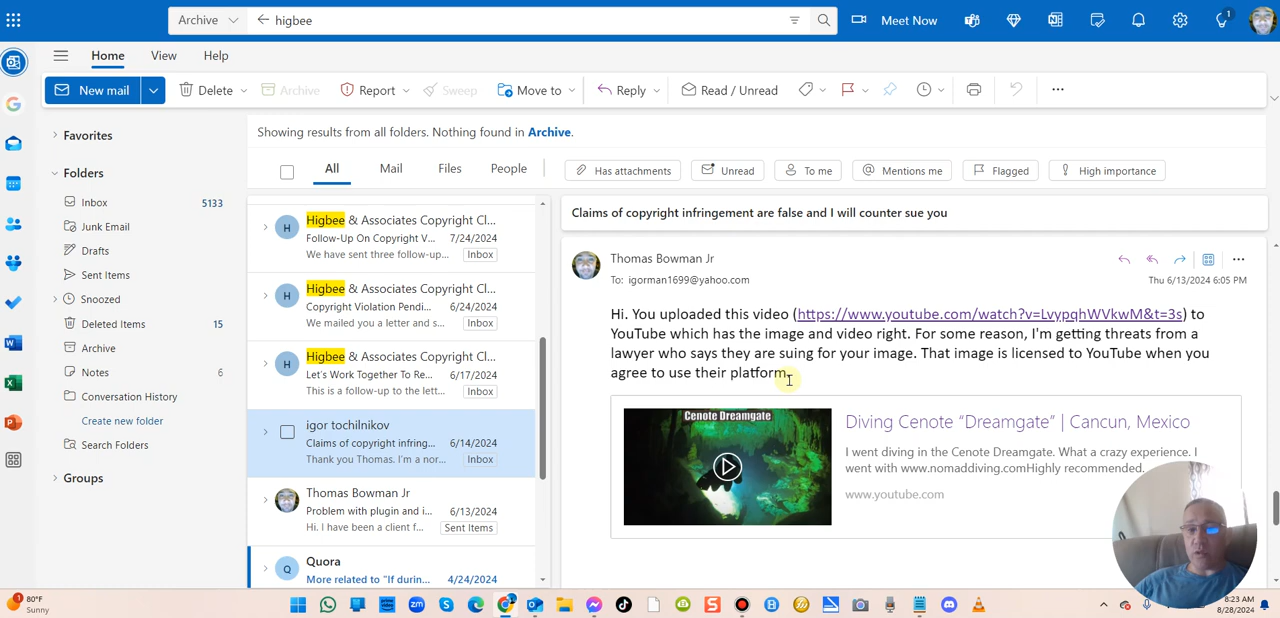 Archive
higbee
Meet Now
1
Home
View
Help
New mail
Delete
Archive
Report
Sweep
Move to
Reply
Read / Unread
Favorites
Folders
Inbox 5133
Junk Email
Drafts
Sent Items
Snoozed
Deleted Items 15
Archive
Notes 6
Conversation History
Create new folder
Search Folders
Groups
Showing results from all folders. Nothing found in Archive.
All
Mail
Files
People
Has attachments
Unread
To me
Mentions me
Flagged
High importance
H
Higbee & Associates Copyright Cl...
Follow-Up On Copyright V... 7/24/2024
We have sent three follow-up... Inbox
H
Higbee & Associates Copyright Cl...
Copyright Violation Pendi... 6/24/2024
We mailed you a letter and s... Inbox
H
Higbee & Associates Copyright Cl...
Let's Work Together To Re... 6/17/2024
This is a follow-up to the lett... Inbox
igor tochilnikov
Claims of copyright infring... 6/14/2024
Thank you Thomas. I'm a nor... Inbox
Thomas Bowman Jr
Problem with plugin and i... 6/13/2024
Hi. I have been a client f... Sent Items
Q
Quora
More related to "If durin... 4/24/2024
Claims of copyright infringement are false and I will counter sue you
Thomas Bowman Jr
To: igorman1699@yahoo.com
Thu 6/13/2024 6:05 PM
Hi. You uploaded this video (https://www.youtube.com/watch?v=LvypqhWVkwM&t=3s) to
YouTube which has the image and video right. For some reason, I'm getting threats from a
lawyer who says they are suing for your image. That image is licensed to YouTube when you
agree to use their platform.
Cenote Dreamgate
Diving Cenote “Dreamgate” | Cancun, Mexico
I went diving in the Cenote Dreamgate. What a crazy experience. I
went with www.nomaddiving.comHighly recommended.
www.youtube.com
1
80°F
Sunny
zm
8:23 AM
8/28/2024